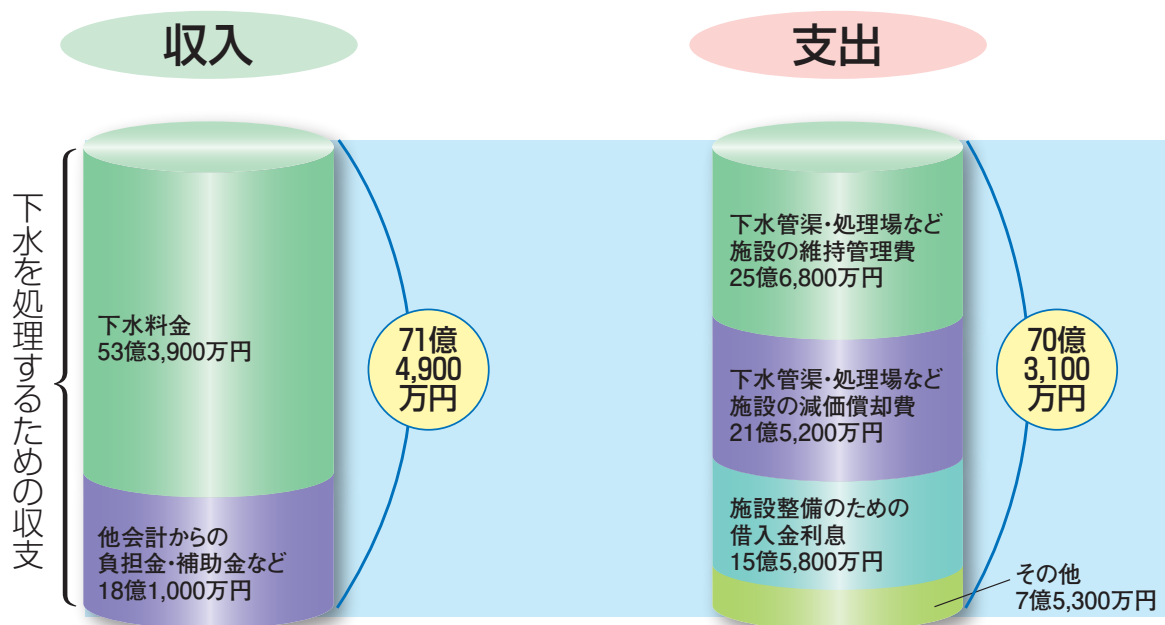 収入
支出
下水を処理するための収支
下水料金
53億3,900万円
他会計からの
負担金・補助金など
18億1,000万円
71億
4,900
万円
下水管渠・処理場など
施設の維持管理費
25億6,800万円
下水管渠・処理場など
施設の減価償却費
21億5,200万円
施設整備のための
借入金利息
15億5,800万円
その他
7億5,300万円
70億
3,100
万円